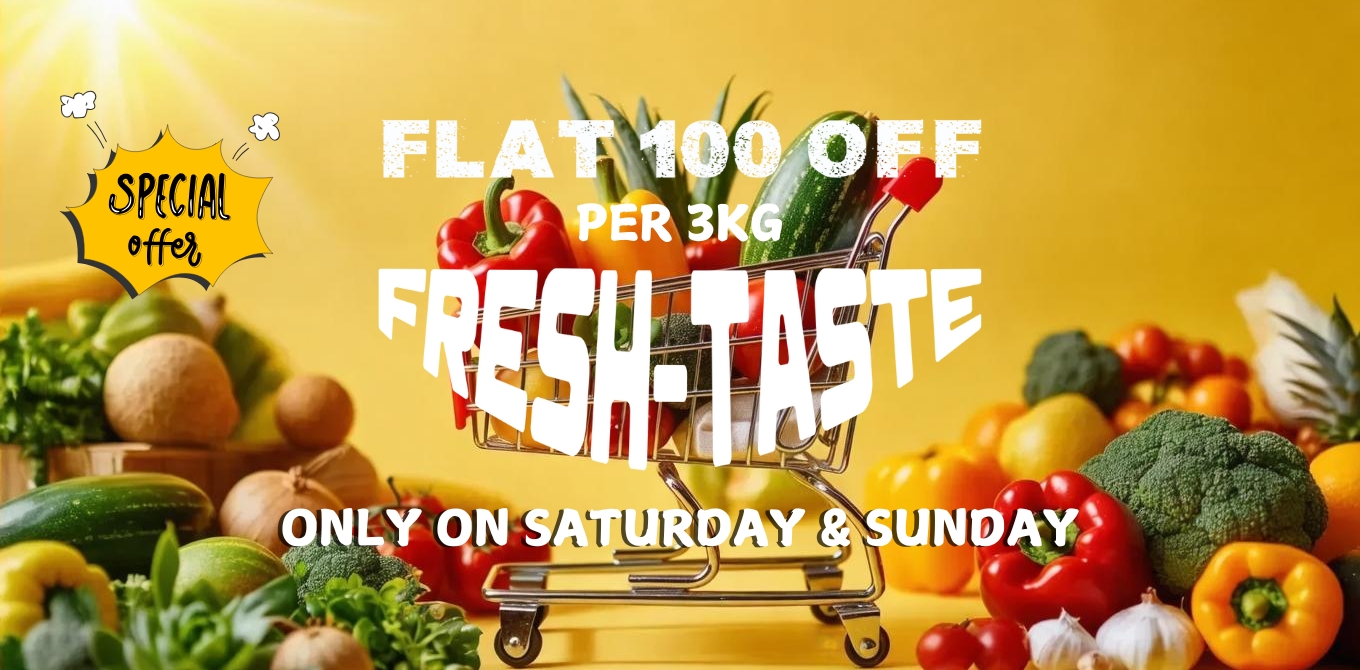 SPECIAL
offer
FLAT 100 OFF
PER 3KG
FRESH-TASTE
ONLY ON SATURDAY & SUNDAY